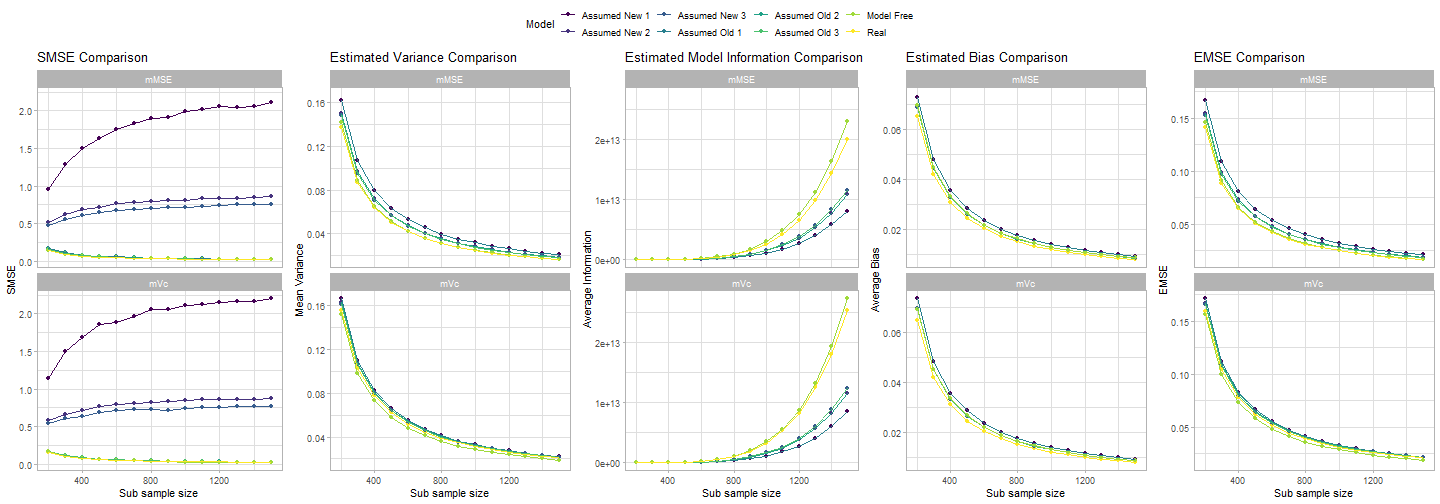 Model
Assumed New 1
Assumed New 3
Assumed Old 2
Model Free
Assumed New 2
Assumed Old 1
Assumed Old 3
Real
SMSE Comparison
Estimated Variance Comparison
Estimated Model Information Comparison
Estimated Bias Comparison
EMSE Comparison
mMSE
mMSE
mMSE
mMSE
mMSE
2.0
1.5
1.0
0.5
0.0
0.16
0.12
0.08
0.04
2e+13
1e+13
0e+00
0.06
0.04
0.02
0.15
0.10
0.05
SMSE
Mean Variance
Average Information
Average Bias
EMSE
mVc
mVc
mVc
mVc
mVc
2.0
1.5
1.0
0.5
0.0
0.16
0.12
0.08
0.04
2e+13
1e+13
0e+00
0.06
0.04
0.02
0.15
0.10
0.05
400 800 1200
400 800 1200
400 800 1200
400 800 1200
400 800 1200
Sub sample size
Sub sample size
Sub sample size
Sub sample size
Sub sample size